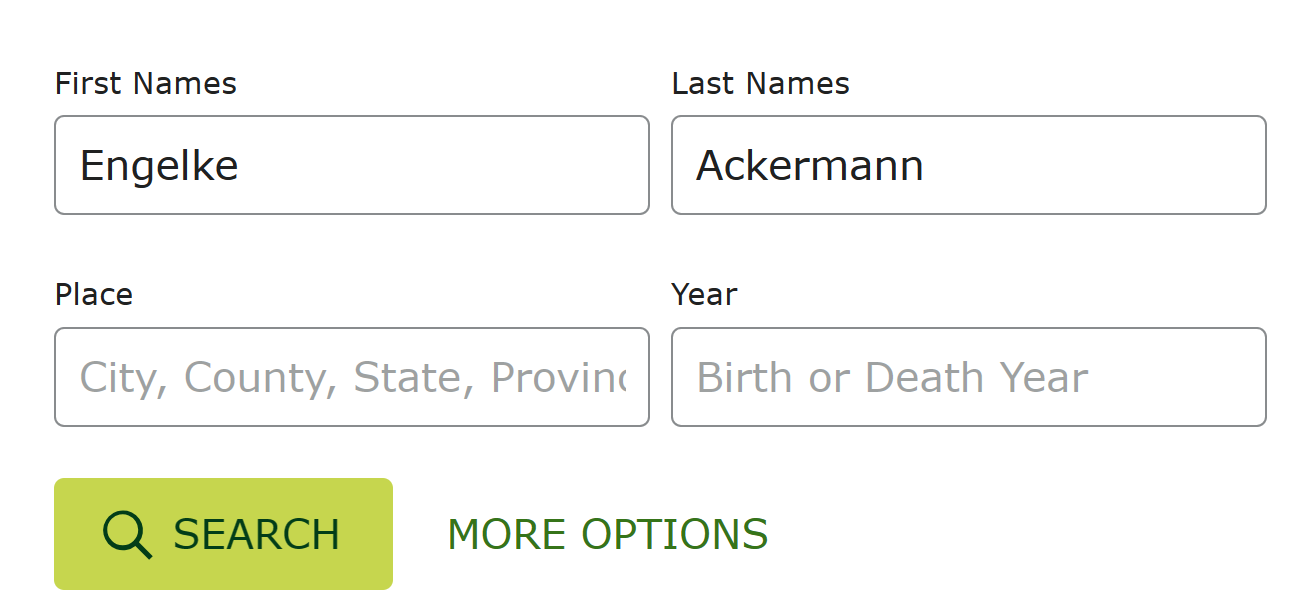 First Names
Last Names
Engelke
Ackermann
Place
Year
City, County, State, Provinc
Birth or Death Year
SEARCH
MORE OPTIONS